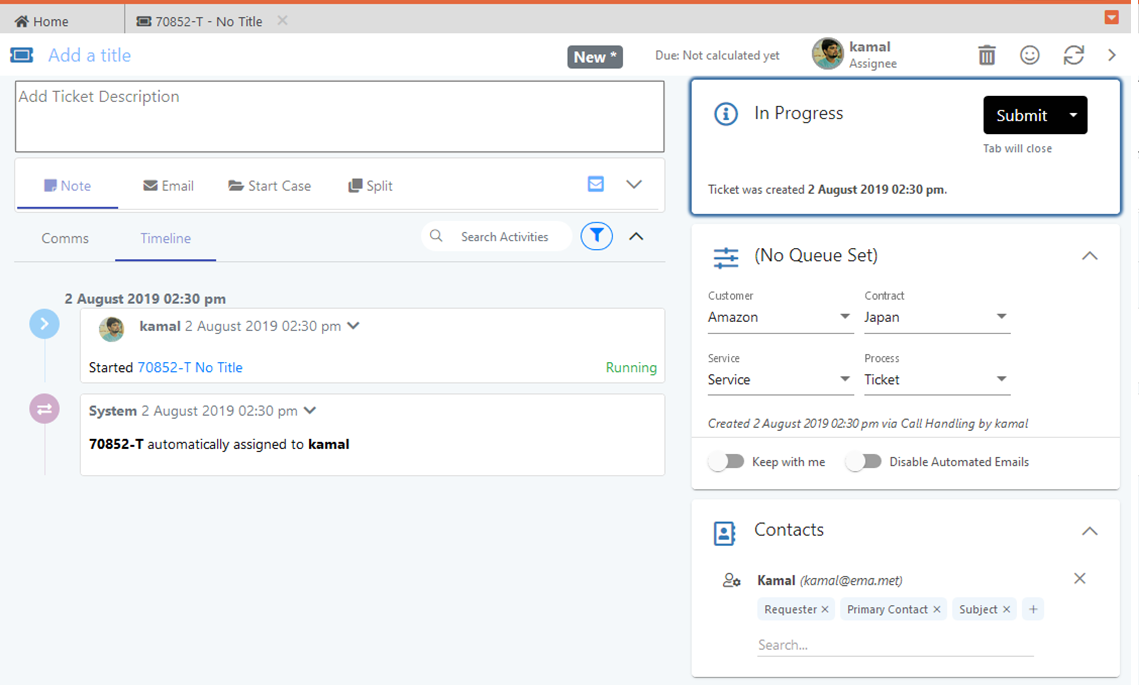 Home
70852-T - No Title
Add a title
New *
Due: Not calculated yet
kamal
Assignee
Add Ticket Description
Note
Email
Start Case
Split
Comms
Timeline
Search Activities
2 August 2019 02:30 pm
kamal 2 August 2019 02:30 pm
Started 70852-T No Title
Running
System 2 August 2019 02:30 pm
70852-T automatically assigned to kamal
In Progress
Submit
Tab will close
Ticket was created 2 August 2019 02:30 pm.
(No Queue Set)
Customer
Contract
Amazon
Japan
Service
Process
Service
Ticket
Created 2 August 2019 02:30 pm via Call Handling by kamal
Keep with me
Disable Automated Emails
Contacts
Kamal (kamal@ema.met)
Requester ×
Primary Contact ×
Subject ×
+
Search...